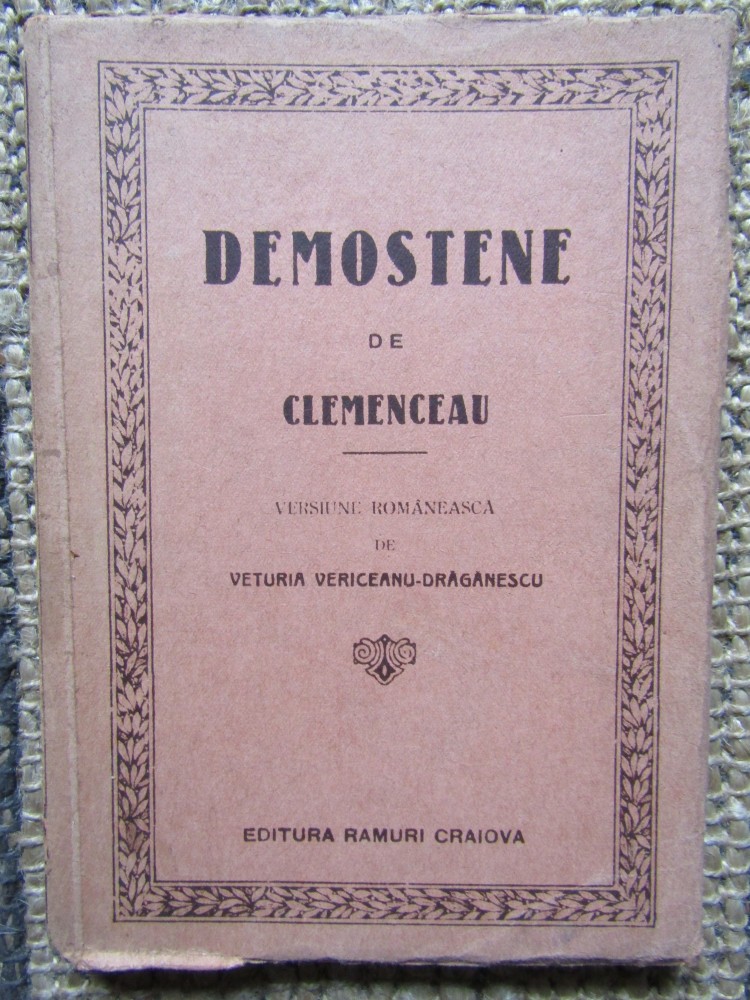 DEMOSTENE
DE
CLEMENCEAU
VERSIUNE ROMÂNEASCĂ
DE
VETURIA VERICEANU-DRĂGĂNESCU
EDITURA RAMURI CRAIOVA